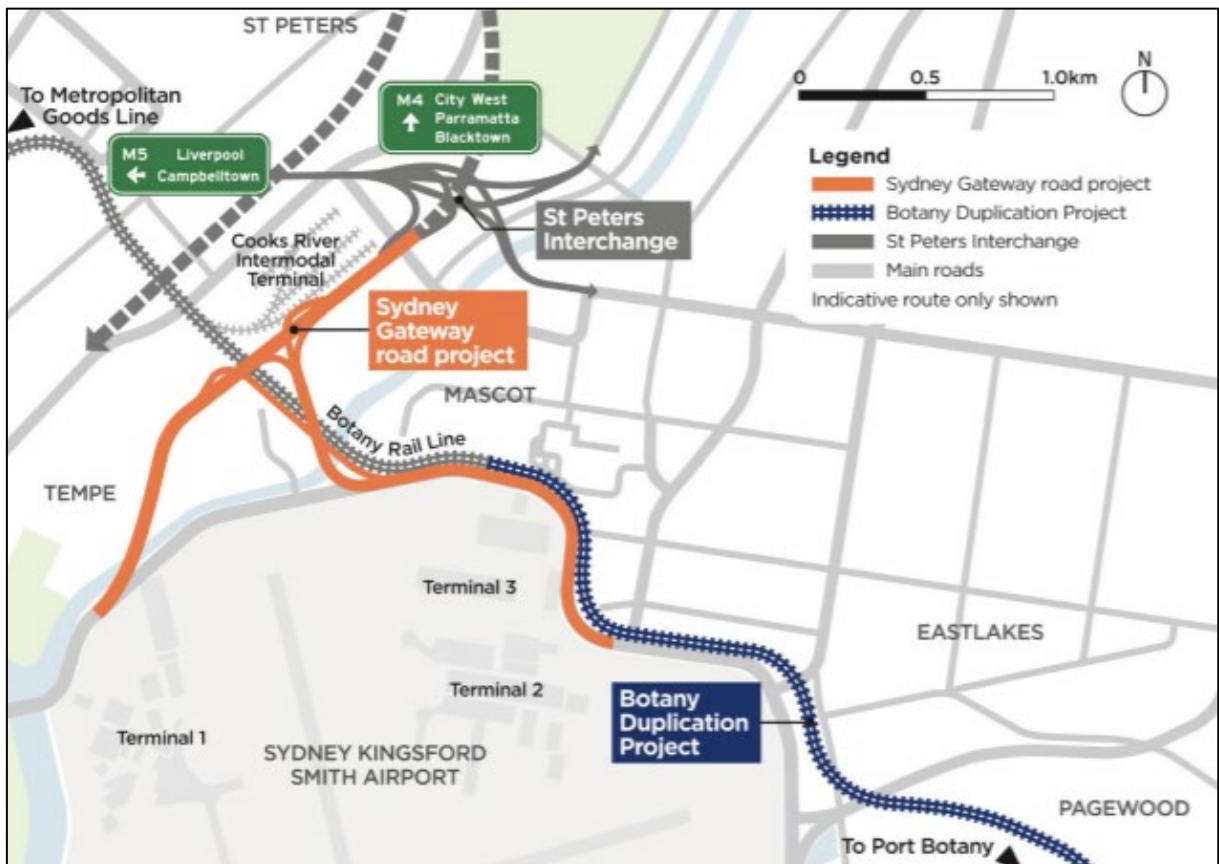 ST PETERS
N
0 0.5 1.0km
To Metropolitan
Goods Line
M4 City West
Parramatta
Blacktown
M5 Liverpool
Campbelltown
Legend
Sydney Gateway road project
Botany Duplication Project
St Peters Interchange
Main roads
Indicative route only shown
St Peters
Interchange
Cooks River
Intermodal
Terminal
Sydney
Gateway
road project
MASCOT
Botany Rail Line
TEMPE
Terminal 3
EASTLAKES
Terminal 2
Botany
Duplication
Project
Terminal 1
SYDNEY KINGSFORD
SMITH AIRPORT
PAGEWOOD
To Port Botany